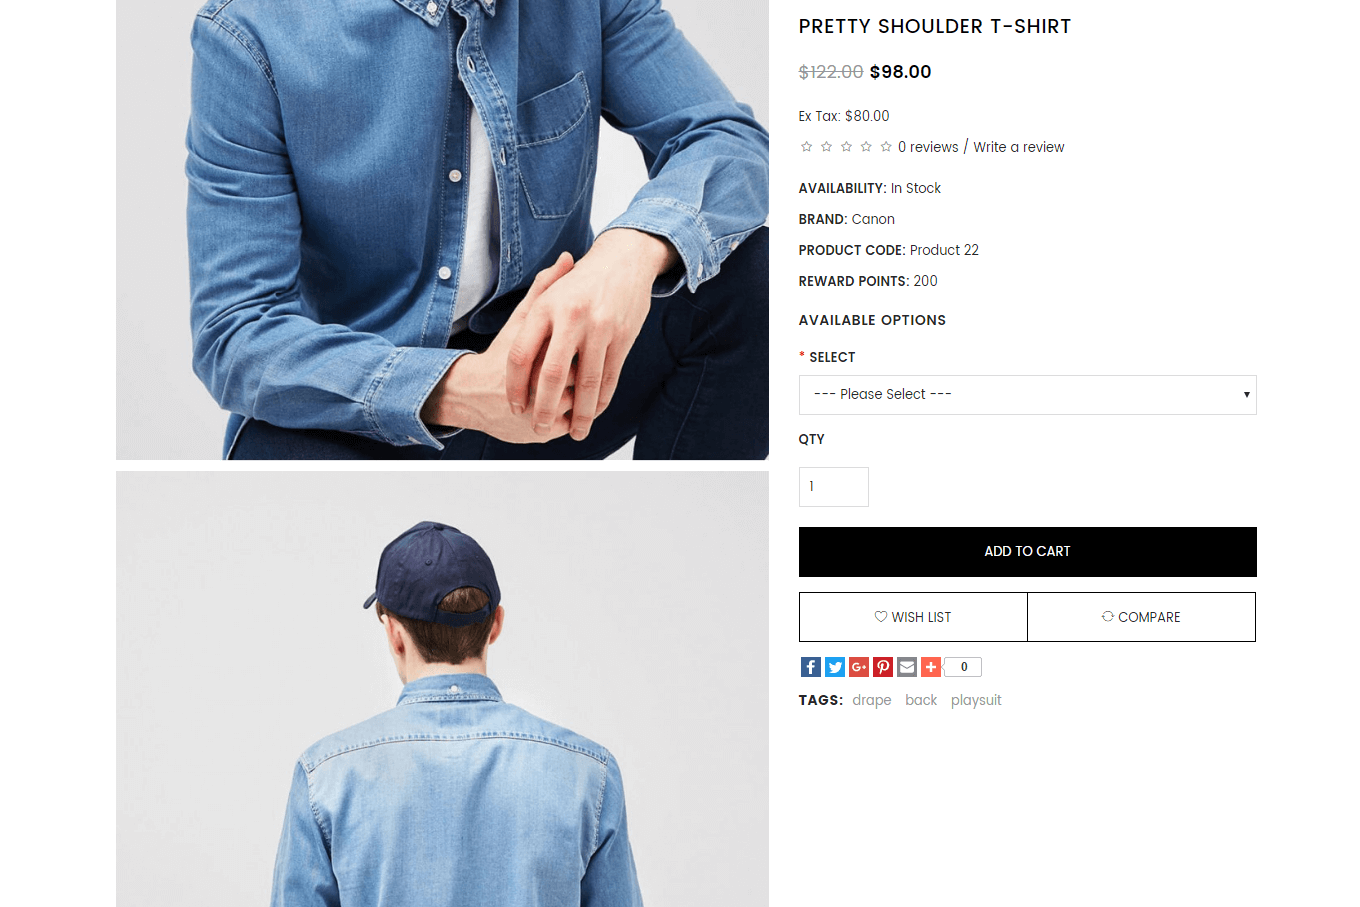 PRETTY SHOULDER T-SHIRT
$122.00 $98.00
Ex Tax: $80.00
0 reviews / Write a review
AVAILABILITY: In Stock
BRAND: Canon
PRODUCT CODE: Product 22
REWARD POINTS: 200
AVAILABLE OPTIONS
* SELECT
--- Please Select ---
QTY
1
ADD TO CART
WISH LIST
COMPARE
0
TAGS: drape back playsuit